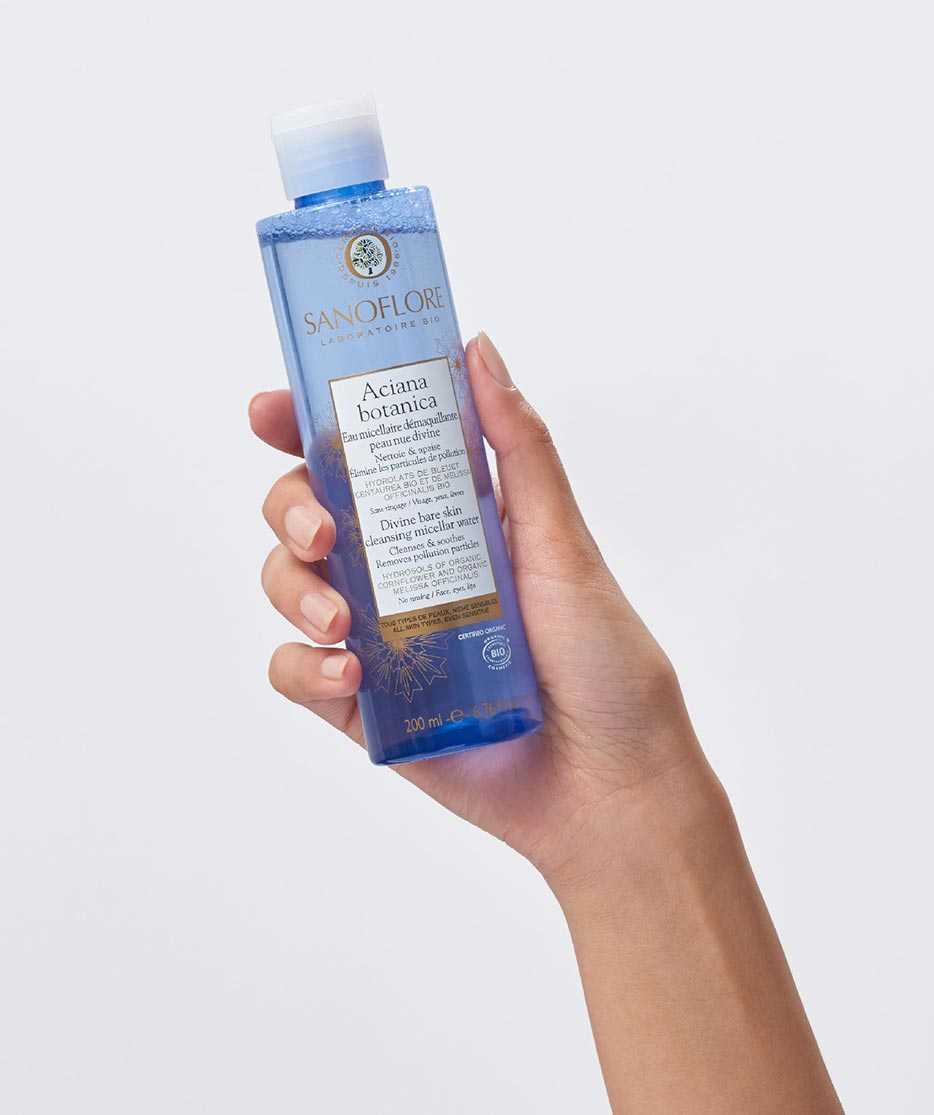 DEPUIS 1986
SANOFLORE
LABORATOIRE BIO
Aciana
botanica
Eau micellaire démaquillante
peau nue divine
Nettoie & apaise
Élimine les particules de pollution
HYDROLATS DE BLEUET
CENTAUREA BIO ET DE MELISSA
OFFICINALIS BIO
Sans rinçage / Visage, yeux, lèvres
Divine bare skin
cleansing micellar water
Cleanses & soothes
Removes pollution particles
HYDROSOLS OF ORGANIC
CORNFLOWER AND ORGANIC
MELISSA OFFICINALIS
No rinsing / Face, eyes, lips
TOUS TYPES DE PEAUX, MÊME SENSIBLES
ALL SKIN TYPES, EVEN SENSITIVE
CERTIFIED ORGANIC
BIO
COSMETIC
200 ml - e 6.76